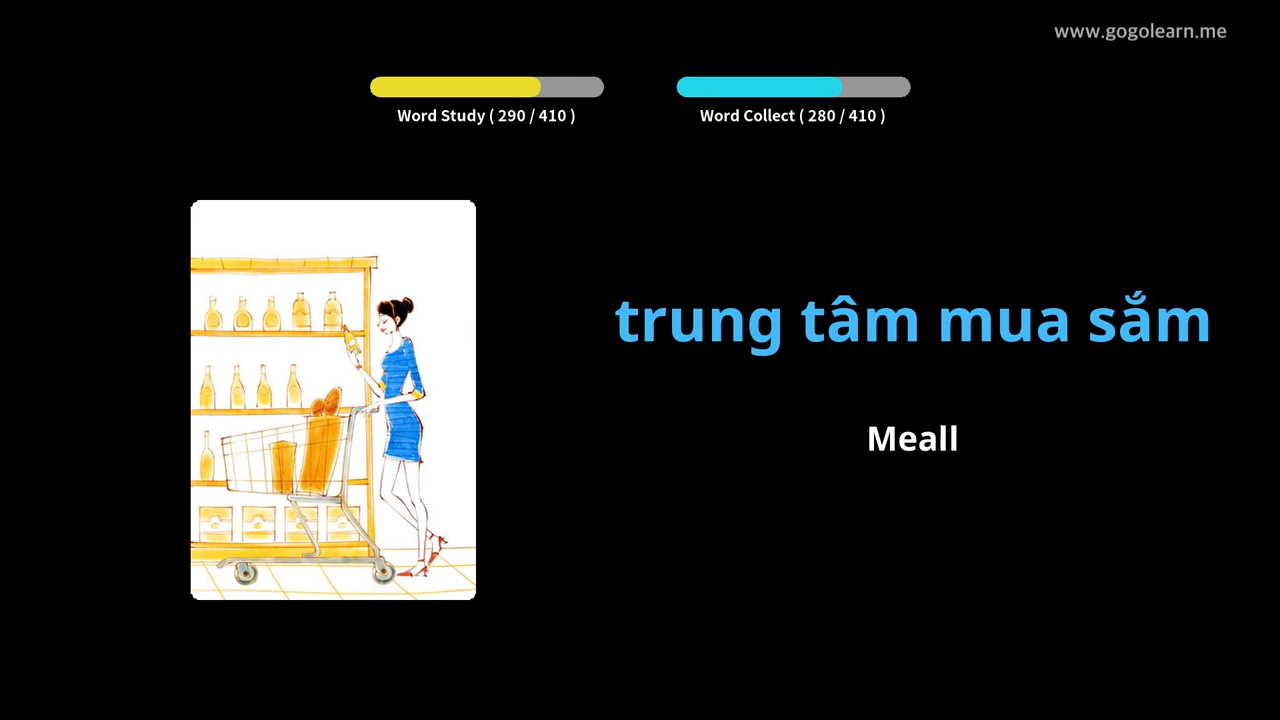 www.gogolearn.me
Word Study ( 290 / 410 )
Word Collect ( 280 / 410 )
trung tâm mua sắm
Meall